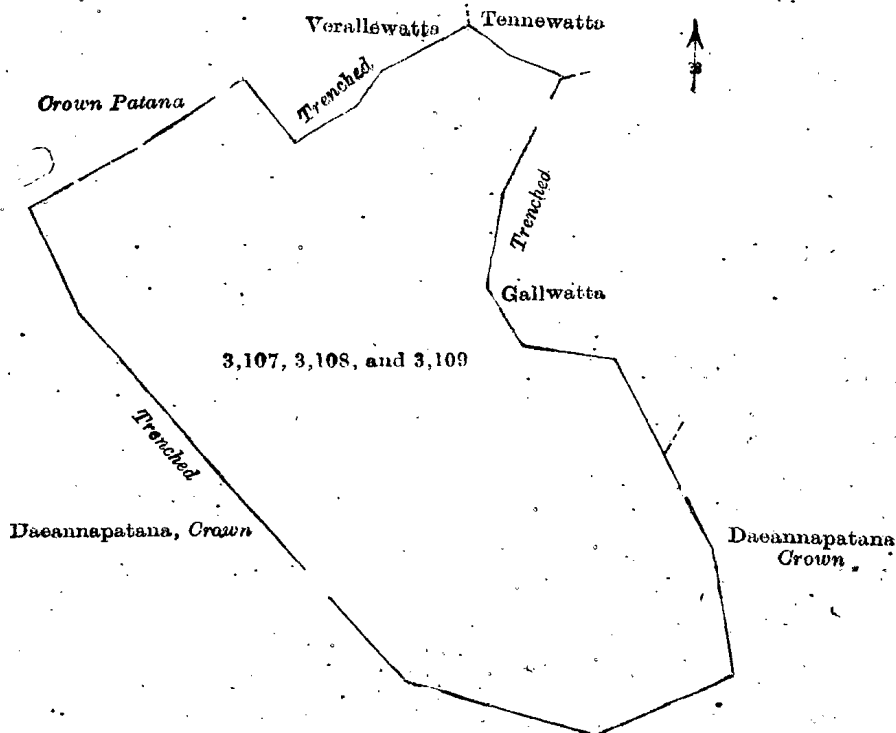 Verallewatta
Tennewatta
Trenched
Crown Patana
Trenched
Gallwatta
3,107, 3,108, and 3,109
Trenched
Daeannapatana, Crown
Daeannapatana
Crown